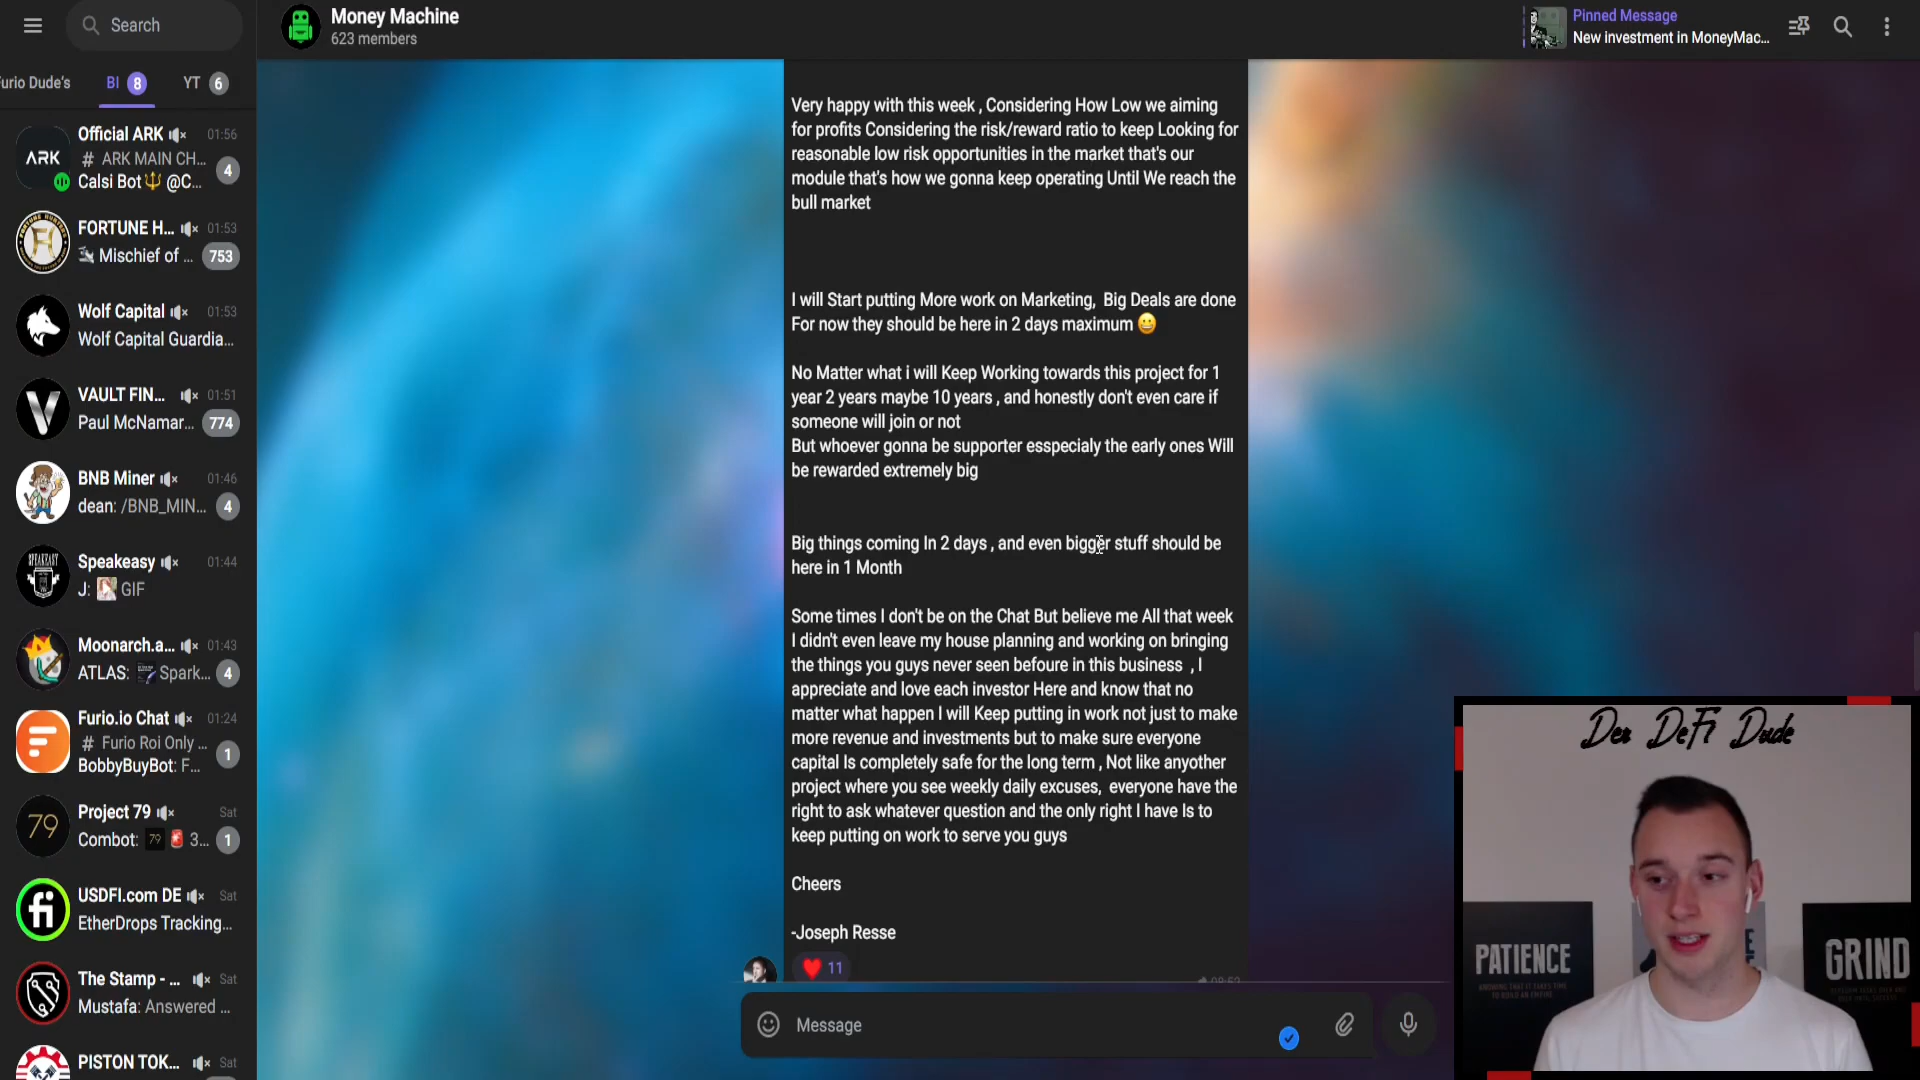 Search
Money Machine
623 members
Pinned Message
New investment in MoneyMac...
urio Dude's
BI 8
YT 6
Official ARK 01:56
# ARK MAIN CH...
Calsi Bot🔱 @C... 4
FORTUNE H... 01:53
Mischief of ... 753
Wolf Capital 01:53
Wolf Capital Guardia...
VAULT FIN... 01:51
Paul McNamar... 774
BNB Miner 01:46
dean: /BNB_MIN... 4
Speakeasy 01:44
J: GIF
Moonarch.a... 01:43
ATLAS: Spark... 4
Furio.io Chat 01:24
# Furio Roi Only ...
BobbyBuyBot: F... 1
Project 79 Sat
Combot: 🚨 3... 1
USDFI.com DE Sat
EtherDrops Tracking...
The Stamp - ... Sat
Mustafa: Answered ...
PISTON TOK... Sat
Very happy with this week , Considering How Low we aiming
for profits Considering the risk/reward ratio to keep Looking for
reasonable low risk opportunities in the market that's our
module that's how we gonna keep operating Until We reach the
bull market
I will Start putting More work on Marketing, Big Deals are done
For now they should be here in 2 days maximum 😀
No Matter what i will Keep Working towards this project for 1
year 2 years maybe 10 years , and honestly don't even care if
someone will join or not
But whoever gonna be supporter esspecialy the early ones Will
be rewarded extremely big
Big things coming In 2 days , and even bigger stuff should be
here in 1 Month
Some times I don't be on the Chat But believe me All that week
I didn't even leave my house planning and working on bringing
the things you guys never seen befoure in this business , I
appreciate and love each investor Here and know that no
matter what happen I will Keep putting in work not just to make
more revenue and investments but to make sure everyone
capital Is completely safe for the long term , Not like anyother
project where you see weekly daily excuses, everyone have the
right to ask whatever question and the only right I have Is to
keep putting on work to serve you guys
Cheers
-Joseph Resse
❤️ 11
Message
ARK
79
Der DeFi Dude
PATIENCE
GRIND